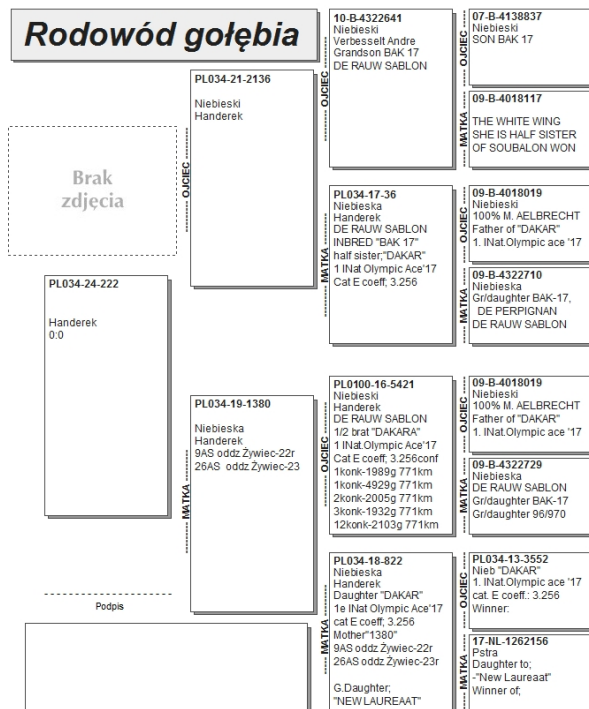 Rodowód gołębia
Brak
zdjęcia
PL034-24-222
Handerek
0:0
Podpis
OJCIEC
PL034-21-2136
Niebieski
Handerek
MATKA
PL034-19-1380
Niebieska
Handerek
9AS oddz Żywiec-22r
26AS oddz Żywiec-23
OJCIEC
10-B-4322641
Niebieski
Verbesselt Andre
Grandson BAK 17
DE RAUW SABLON
MATKA
PL034-17-36
Niebieska
Handerek
DE RAUW SABLON
INBRED "BAK 17"
half sister;"DAKAR"
1 INat Olympic Ace'17
Cat E coeff; 3.256
OJCIEC
PL0100-16-5421
Niebieski
Handerek
DE RAUW SABLON
1/2 brat "DAKARA"
1 INat.Olympic Ace'17
Cat E coeff; 3.256conf
1konk-1989g 771km
1konk-4929g 771km
2konk-2005g 771km
3konk-1932g 771km
12konk-2103g 771km
MATKA
PL034-18-822
Niebieska
Handerek
Daughter "DAKAR"
1e INat Olympic Ace'17
cat E coeff; 3.256
Mother"1380"
9AS oddz Żywiec-22r
26AS oddz Żywiec-23r
G.Daughter;
"NEW LAUREAAT"
OJCIEC
07-B-4138837
Niebieski
SON BAK 17
MATKA
09-B-4018117
THE WHITE WING
SHE IS HALF SISTER
OF SOUBALON WON
OJCIEC
09-B-4018019
Niebieski
100% M. AELBRECHT
Father of "DAKAR"
1. INat.Olympic ace '17
MATKA
09-B-4322710
Niebieska
Gr/daughter BAK-17,
DE PERPIGNAN
DE RAUW SABLON
OJCIEC
09-B-4018019
Niebieski
100% M. AELBRECHT
Father of "DAKAR"
1. INat.Olympic ace '17
MATKA
09-B-4322729
Niebieska
DE RAUW SABLON
Gr/daughter BAK-17
Gr/daughter 96/970
OJCIEC
PL034-13-3552
Nieb "DAKAR"
1. INat.Olympic ace '17
cat. E coeff.: 3.256
Winner:
MATKA
17-NL-1262156
Pstra
Daughter to;
-"New Laureaat"
Winner of;